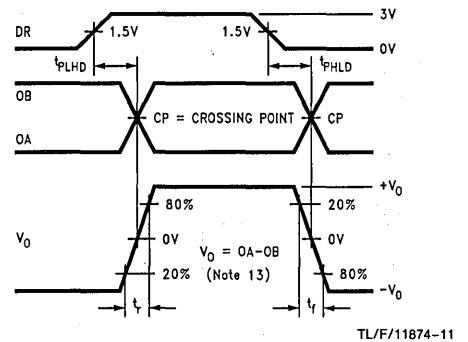 3V
DR 1.5V 1.5V
0V
tPLHD tPHLD
OB
CP = CROSSING POINT CP
OA
+VO
80% 20%
VO 0V VO = OA-OB 0V
20% (Note 13) 80%
tr tf -VO
TL/F/11874-11